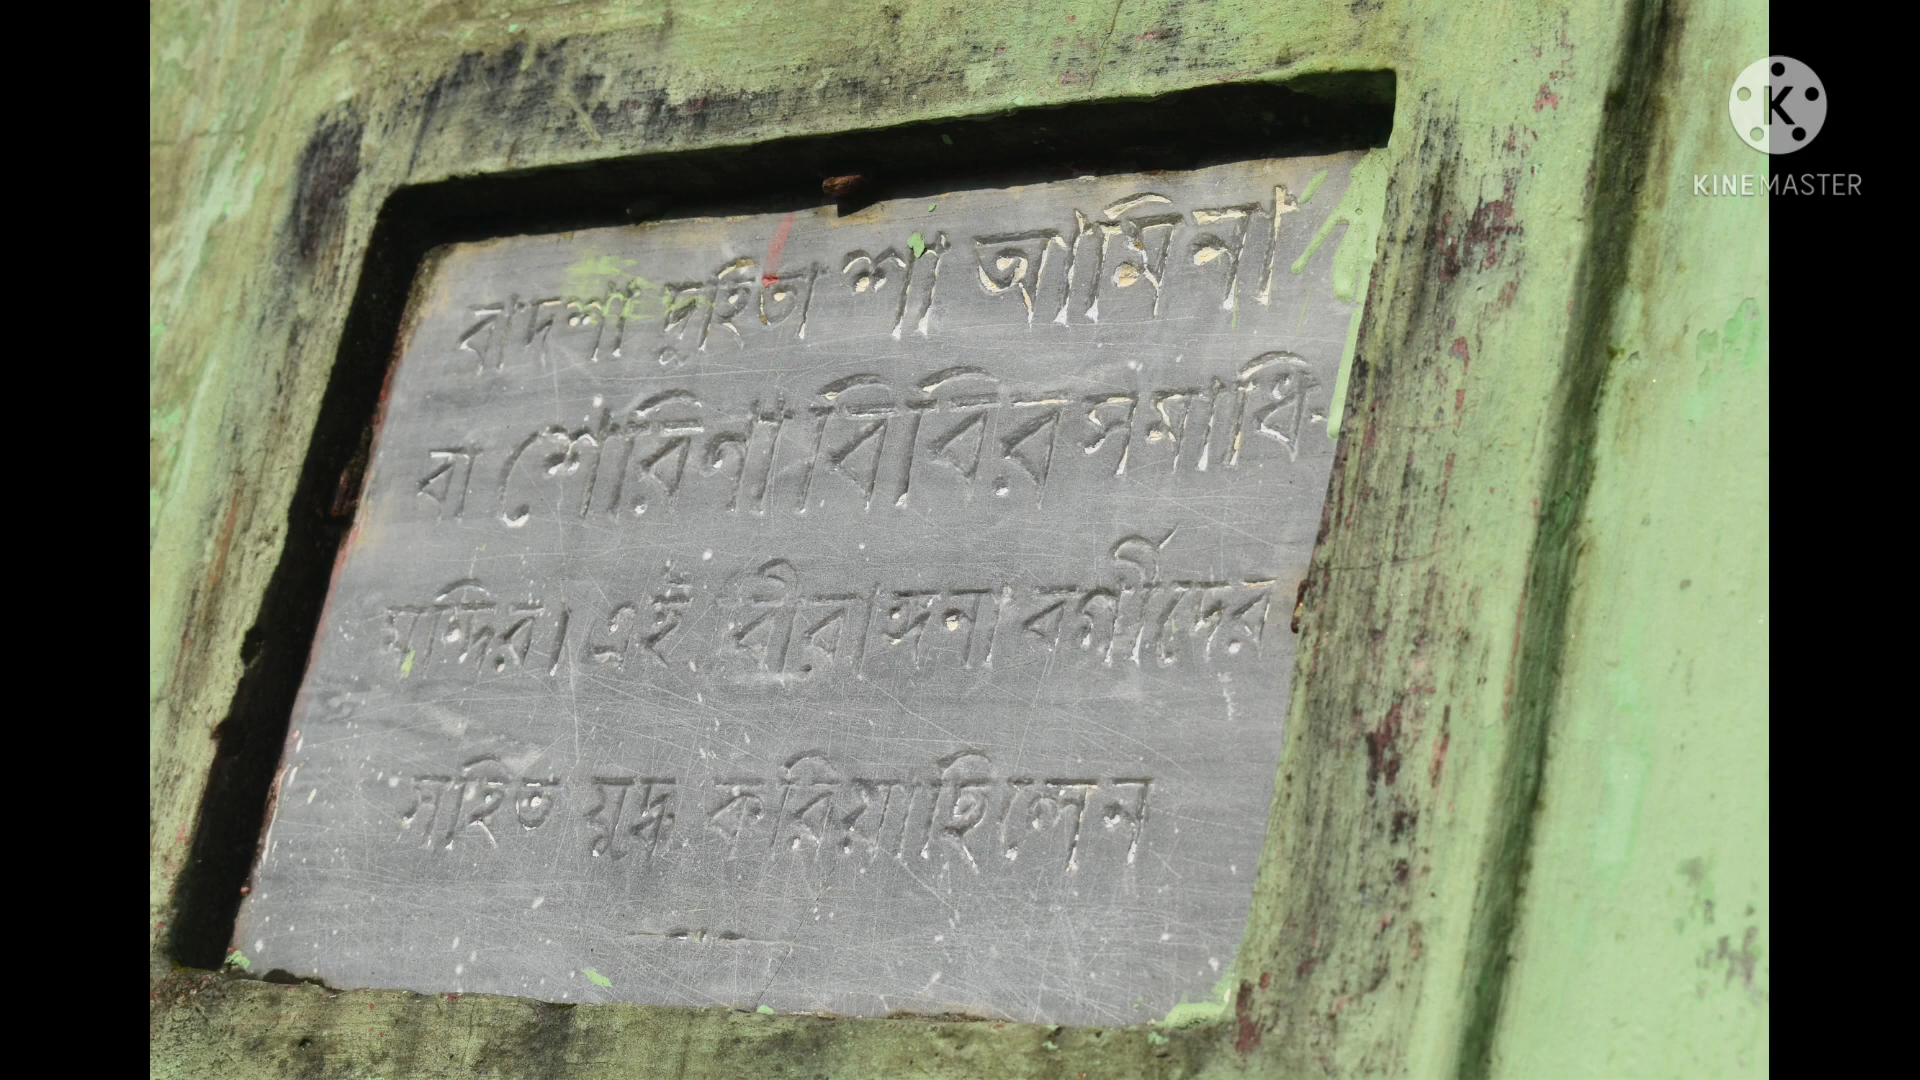 বাদশা দুহিতা শা আমিনা
বা শেরিণা বিবির সমাধি-
মন্দির। এই বীরাঙ্গনা বর্গীদের
সহিত যুদ্ধ করিয়াছিলেন
K
KINEMASTER